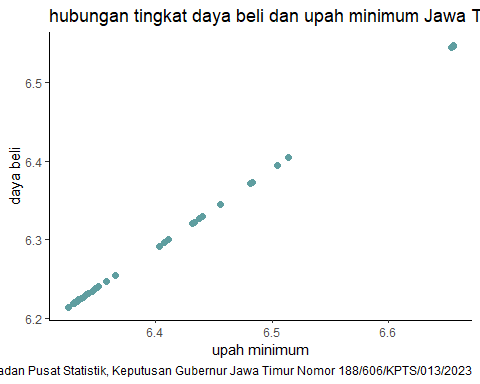 hubungan tingkat daya beli dan upah minimum Jawa T
6.5
6.4
6.3
6.2
daya beli
6.4 6.5 6.6
upah minimum
adan Pusat Statistik, Keputusan Gubernur Jawa Timur Nomor 188/606/KPTS/013/2023